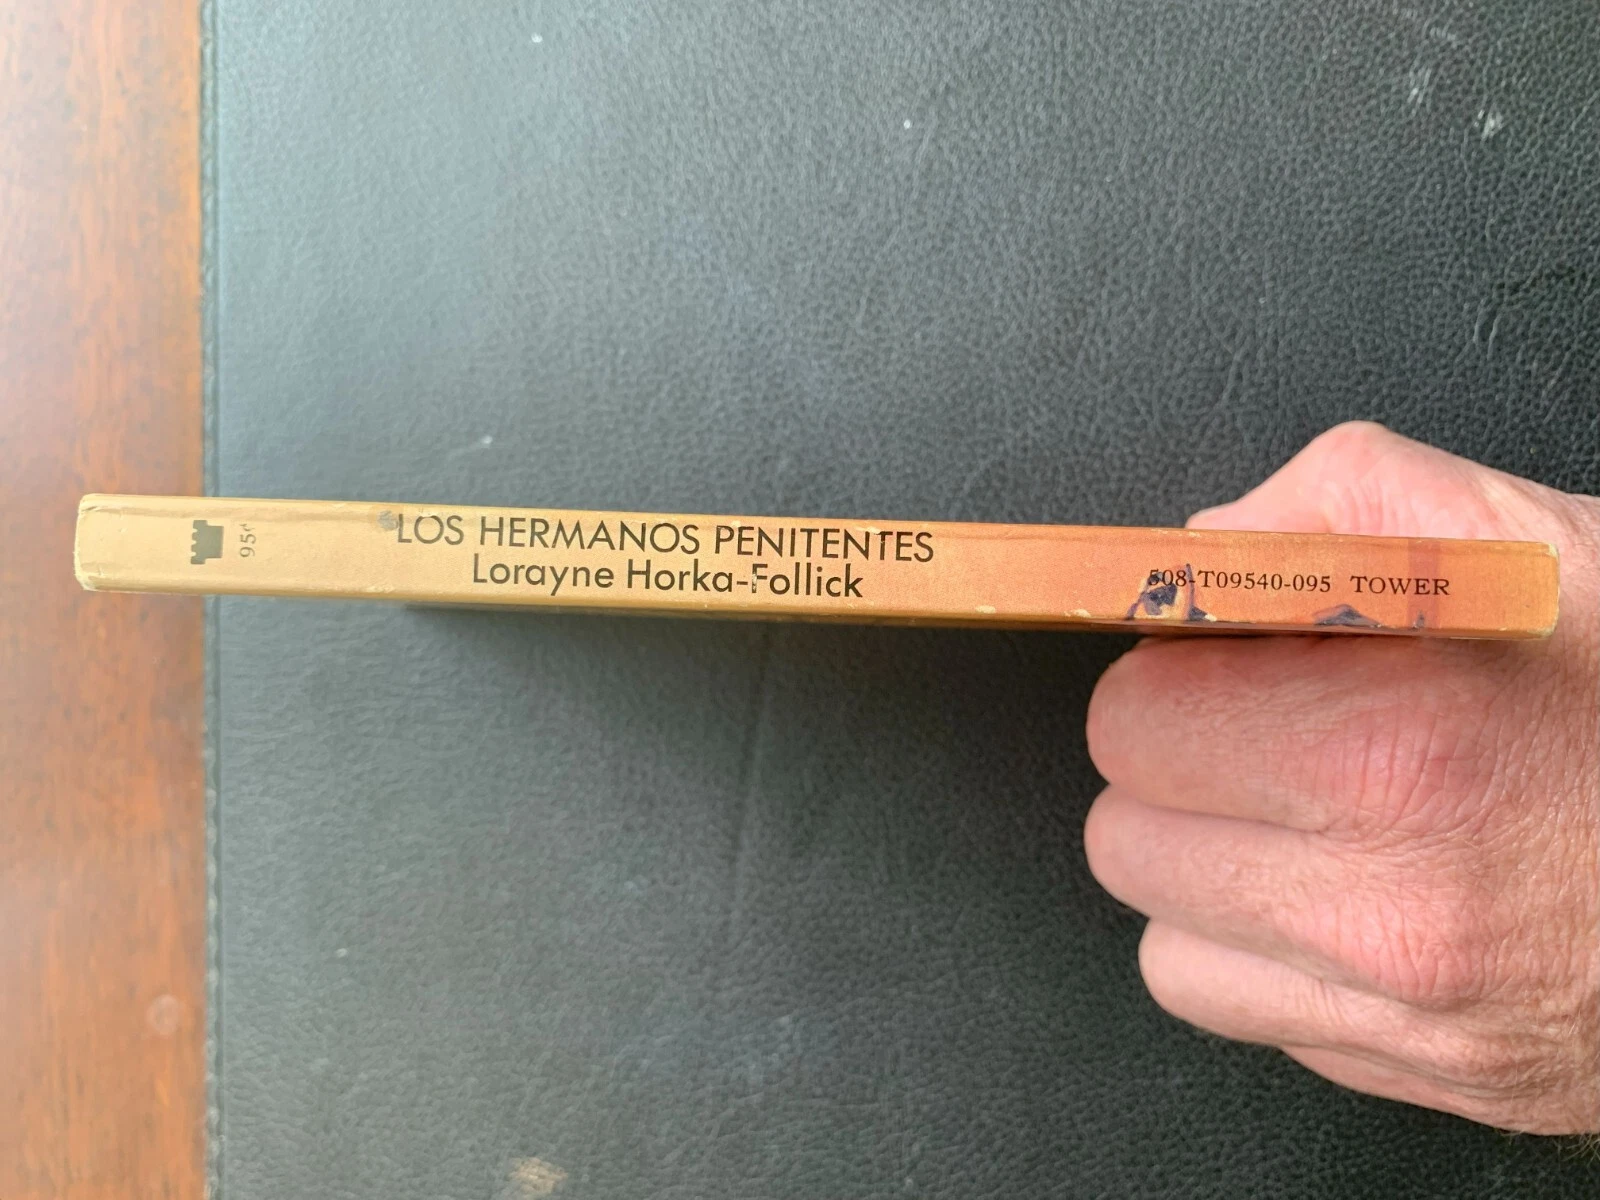 95¢
LOS HERMANOS PENITENTES
Lorayne Horka-Follick
508-T09540-095 TOWER